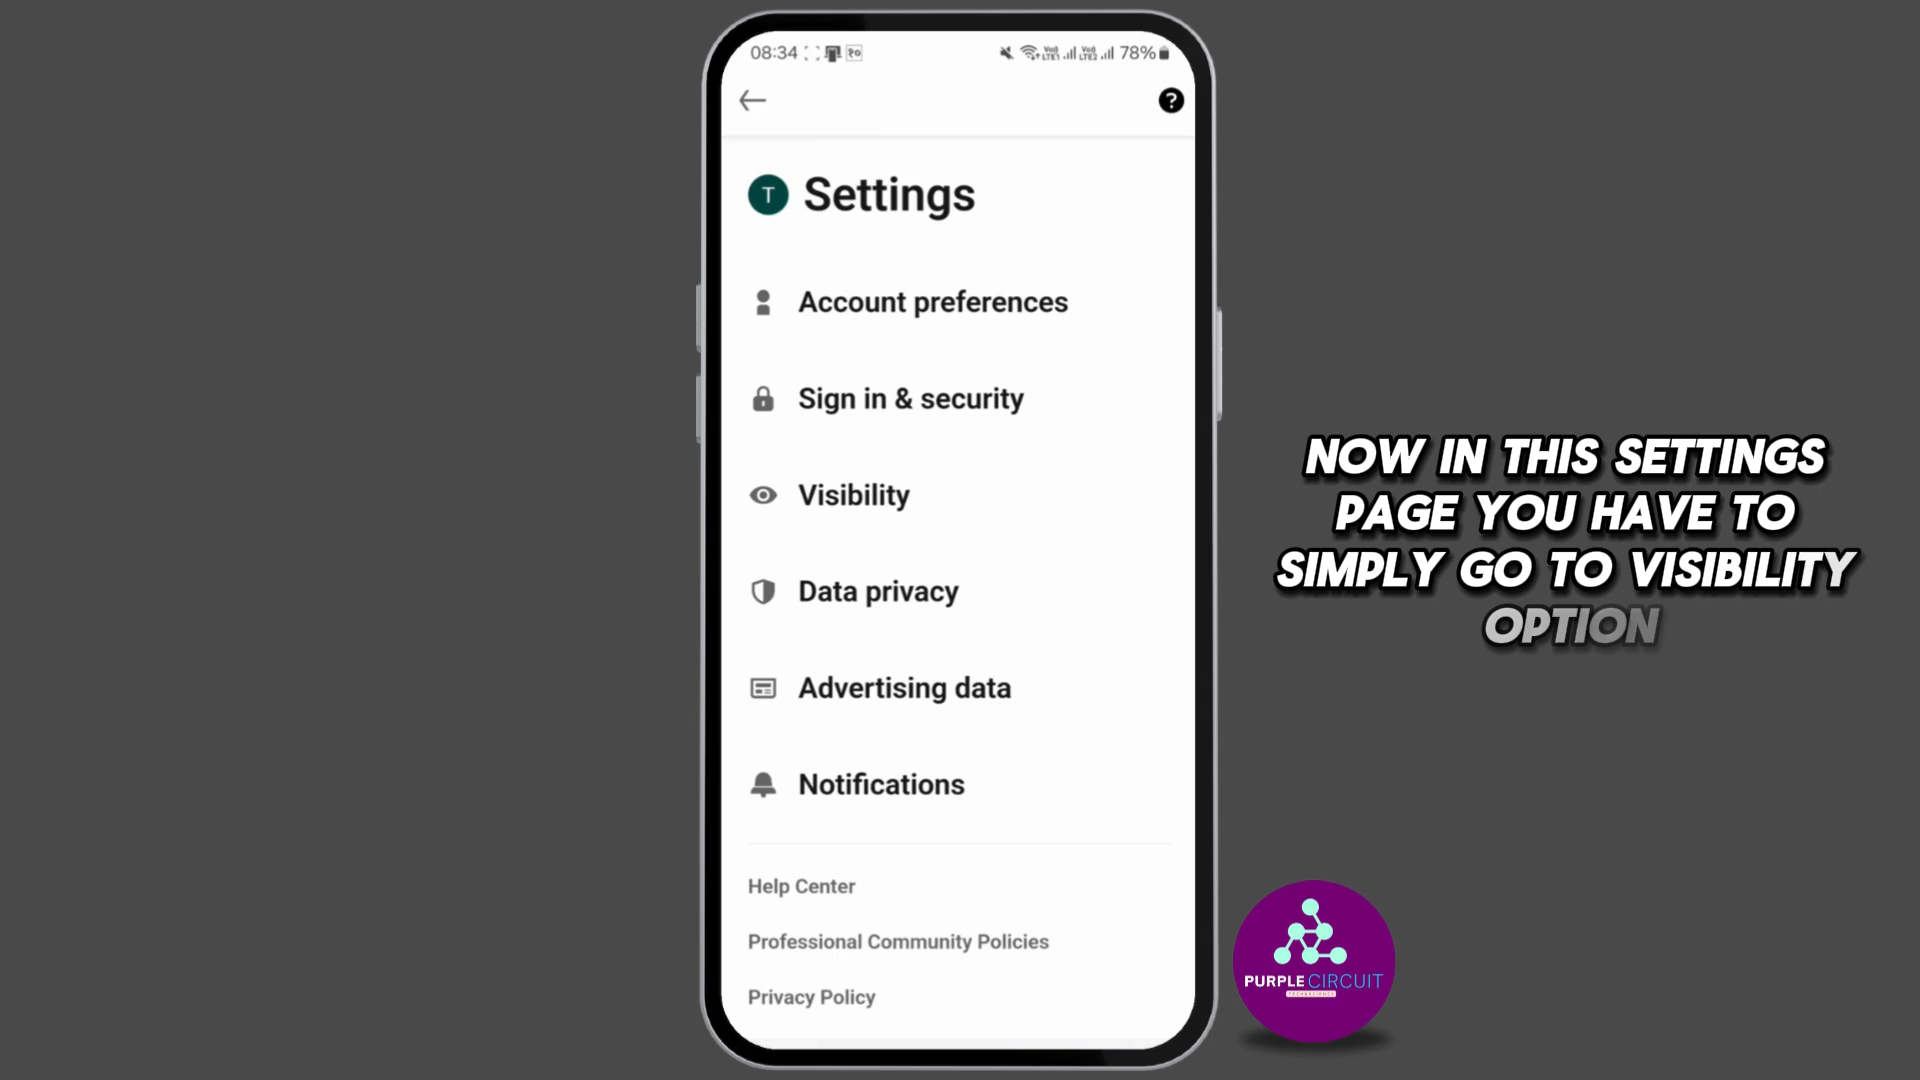 08:34
78%
T Settings
Account preferences
Sign in & security
Visibility
Data privacy
Advertising data
Notifications
Help Center
Professional Community Policies
Privacy Policy
NOW IN THIS SETTINGS
PAGE YOU HAVE TO
SIMPLY GO TO VISIBILITY
OPTION
PURPLE CIRCUIT